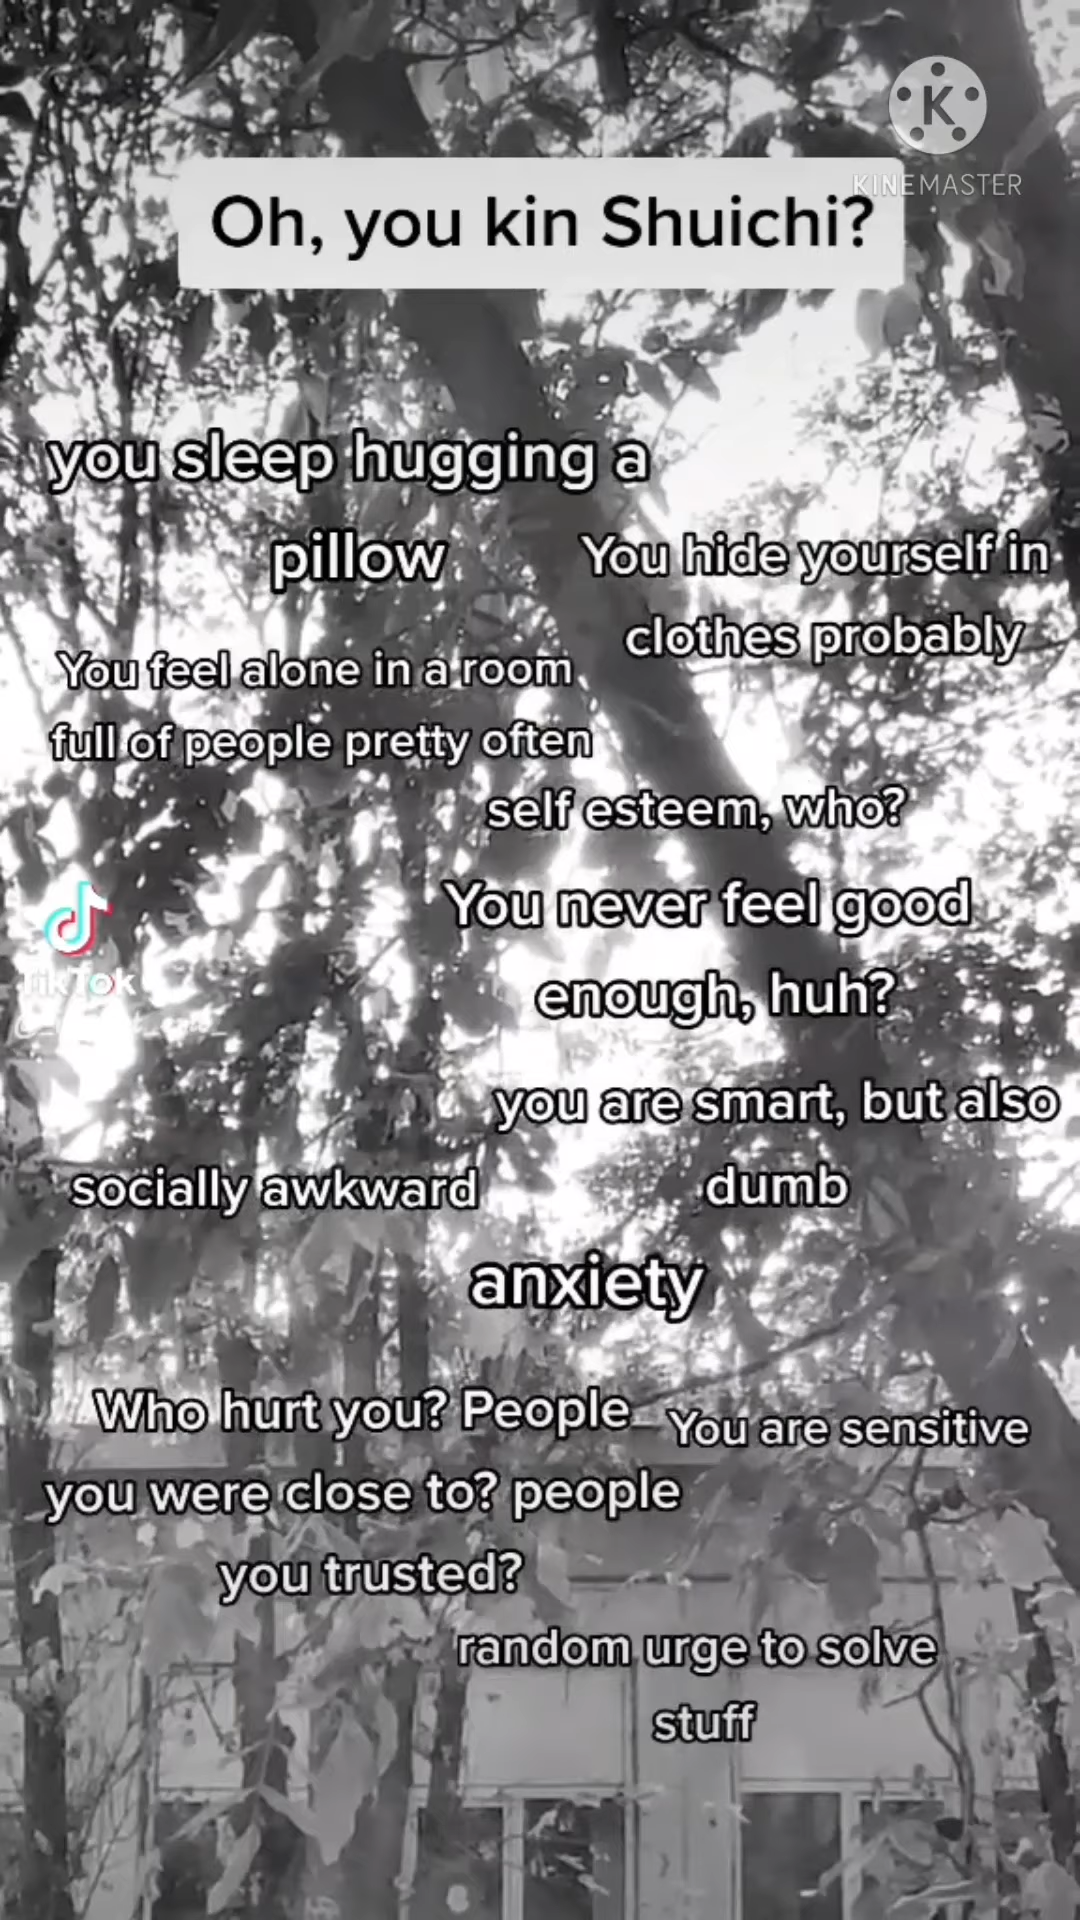 K
KINEMASTER
Oh, you kin Shuichi?
you sleep hugging a
pillow
You hide yourself in
clothes probably
You feel alone in a room
full of people pretty often
self esteem, who?
You never feel good
enough, huh?
TikTok
you are smart, but also
dumb
socially awkward
anxiety
Who hurt you? People
you were close to? people
you trusted?
You are sensitive
random urge to solve
stuff